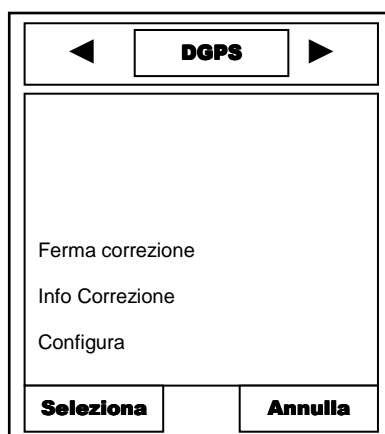 DGPS
Ferma correzione
Info Correzione
Configura
Seleziona Annulla